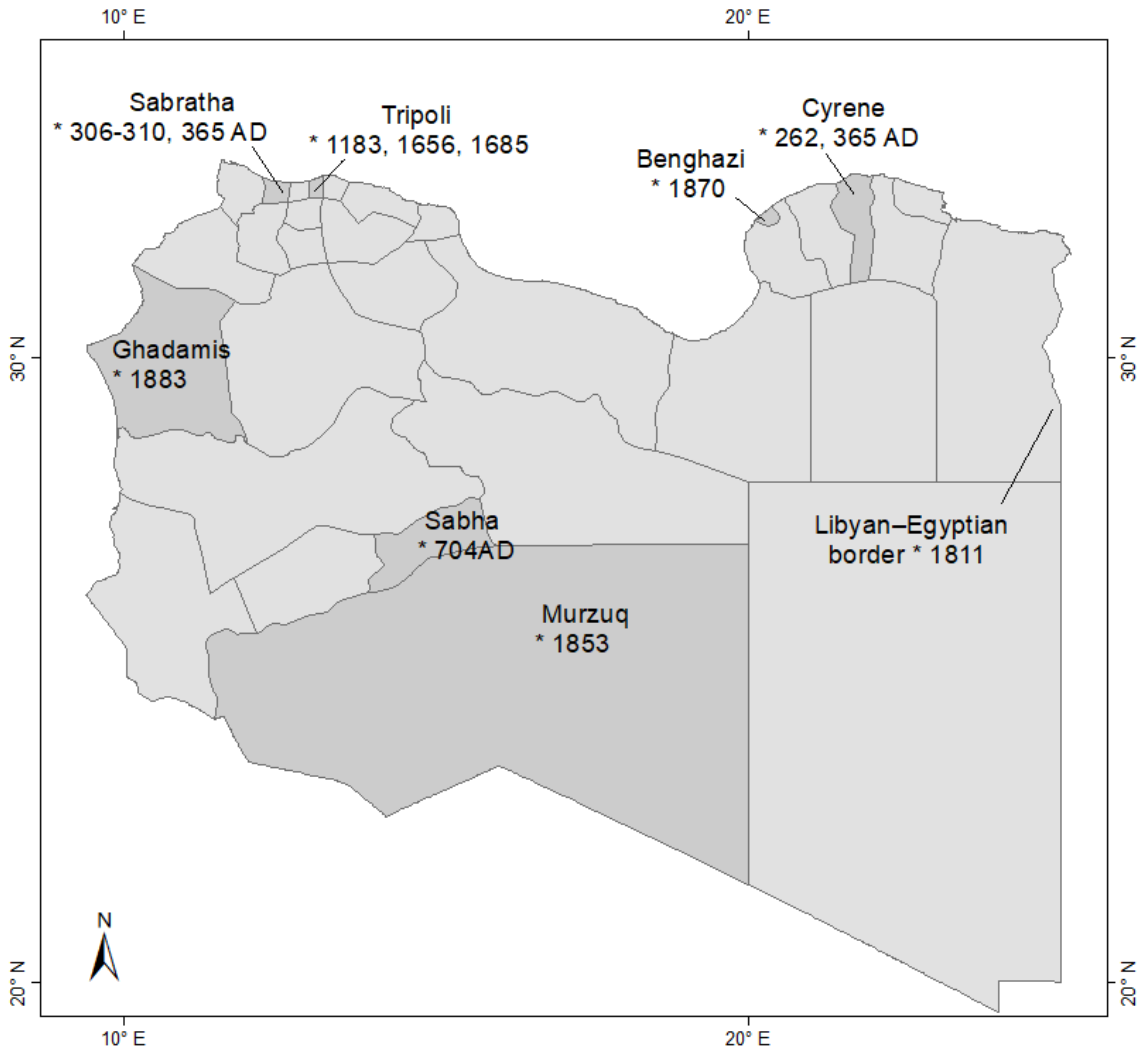 10° E
20° E
Sabratha
* 306-310, 365 AD
Tripoli
* 1183, 1656, 1685
Cyrene
* 262, 365 AD
Benghazi
* 1870
30° N
30° N
Ghadamis
* 1883
Sabha
* 704AD
Libyan–Egyptian
border * 1811
Murzuq
* 1853
N
20° N
20° N
10° E
20° E